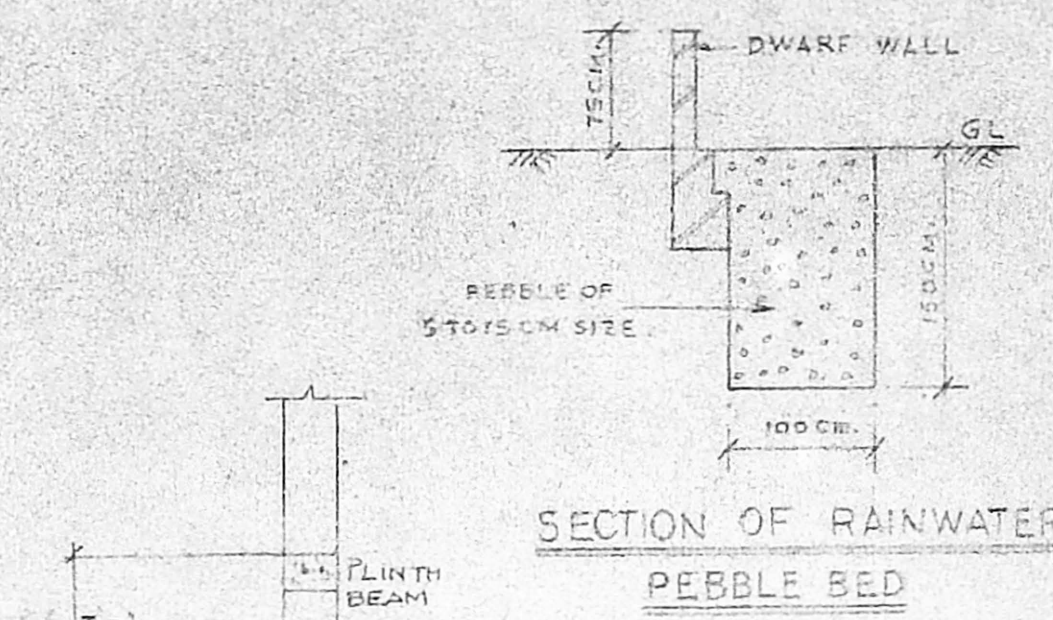 DWARF WALL
75CM.
GL
150CM.
PEBBLE OF
5 TO 15 CM SIZE.
100 CM.
SECTION OF RAINWATER
PEBBLE BED
PLINTH
BEAM